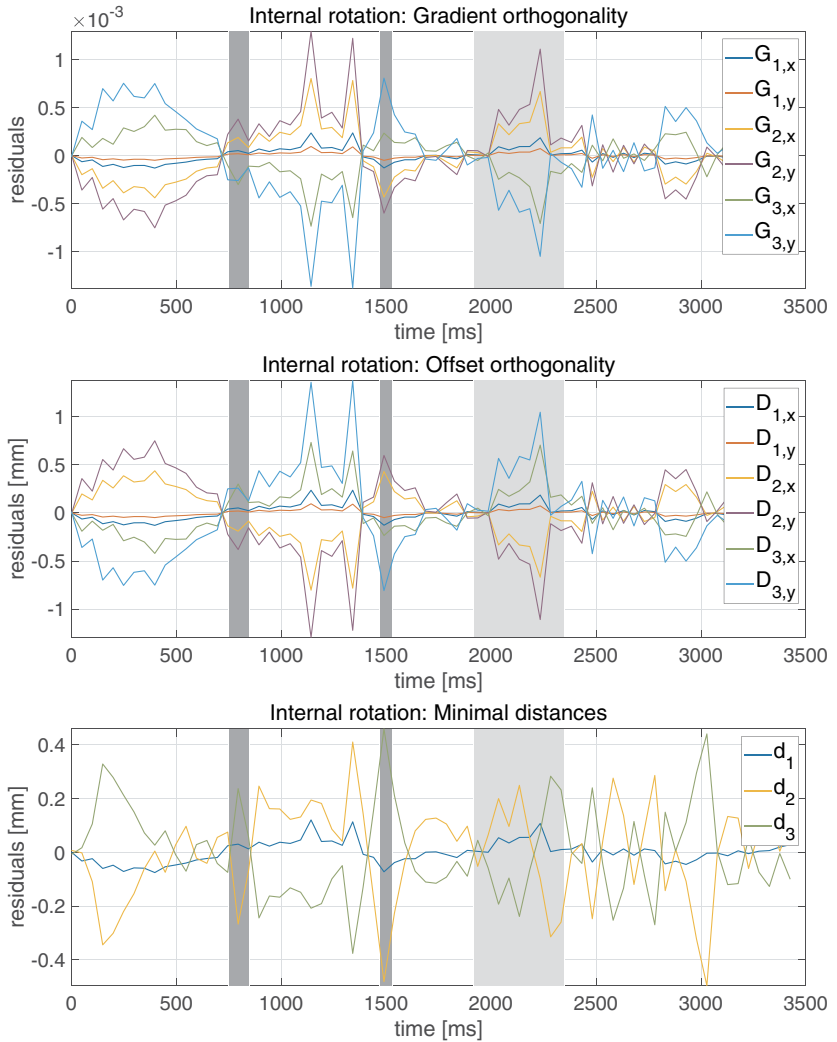 Internal rotation: Gradient orthogonality
×10⁻³
1
0.5
0
-0.5
-1
residuals
0 500 1000 1500 2000 2500 3000 3500
time [ms]
G1,x
G1,y
G2,x
G2,y
G3,x
G3,y
Internal rotation: Offset orthogonality
1
0.5
0
-0.5
-1
residuals [mm]
0 500 1000 1500 2000 2500 3000 3500
time [ms]
D1,x
D1,y
D2,x
D2,y
D3,x
D3,y
Internal rotation: Minimal distances
0.4
0.2
0
-0.2
-0.4
residuals [mm]
0 500 1000 1500 2000 2500 3000 3500
time [ms]
d1
d2
d3